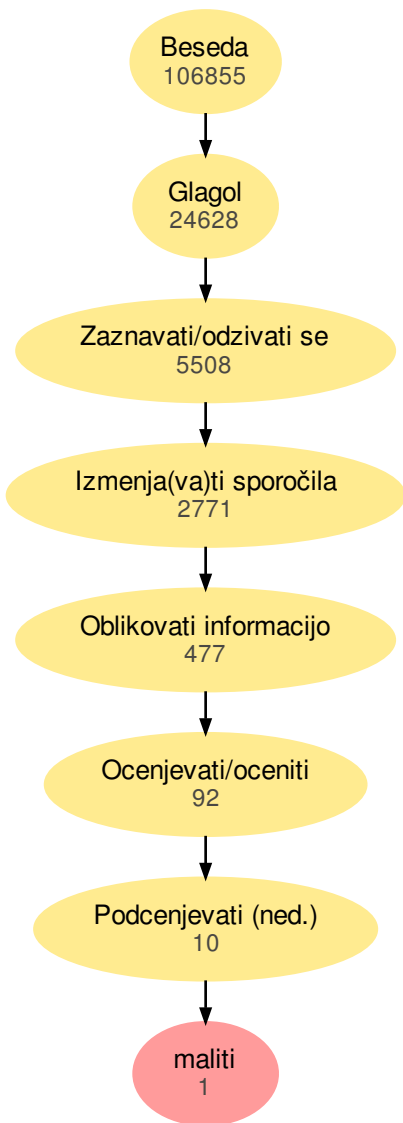 Beseda
106855
Glagol
24628
Zaznavati/odzivati se
5508
Izmenja(va)ti sporočila
2771
Oblikovati informacijo
477
Ocenjevati/oceniti
92
Podcenjevati (ned.)
10
maliti
1